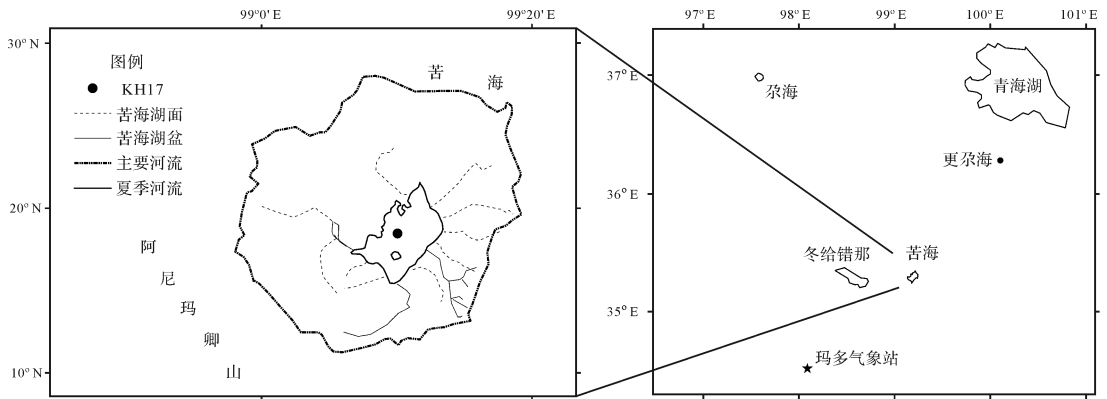 99°0′ E
99°20′ E
30° N
20° N
10° N
图例
KH17
苦海湖面
苦海湖盆
主要河流
夏季河流
苦
海
阿
尼
玛
卿
山
97° E
98° E
99° E
100° E
101° E
37° E
36° E
35° E
尕海
青海湖
更尕海
冬给错那
苦海
玛多气象站